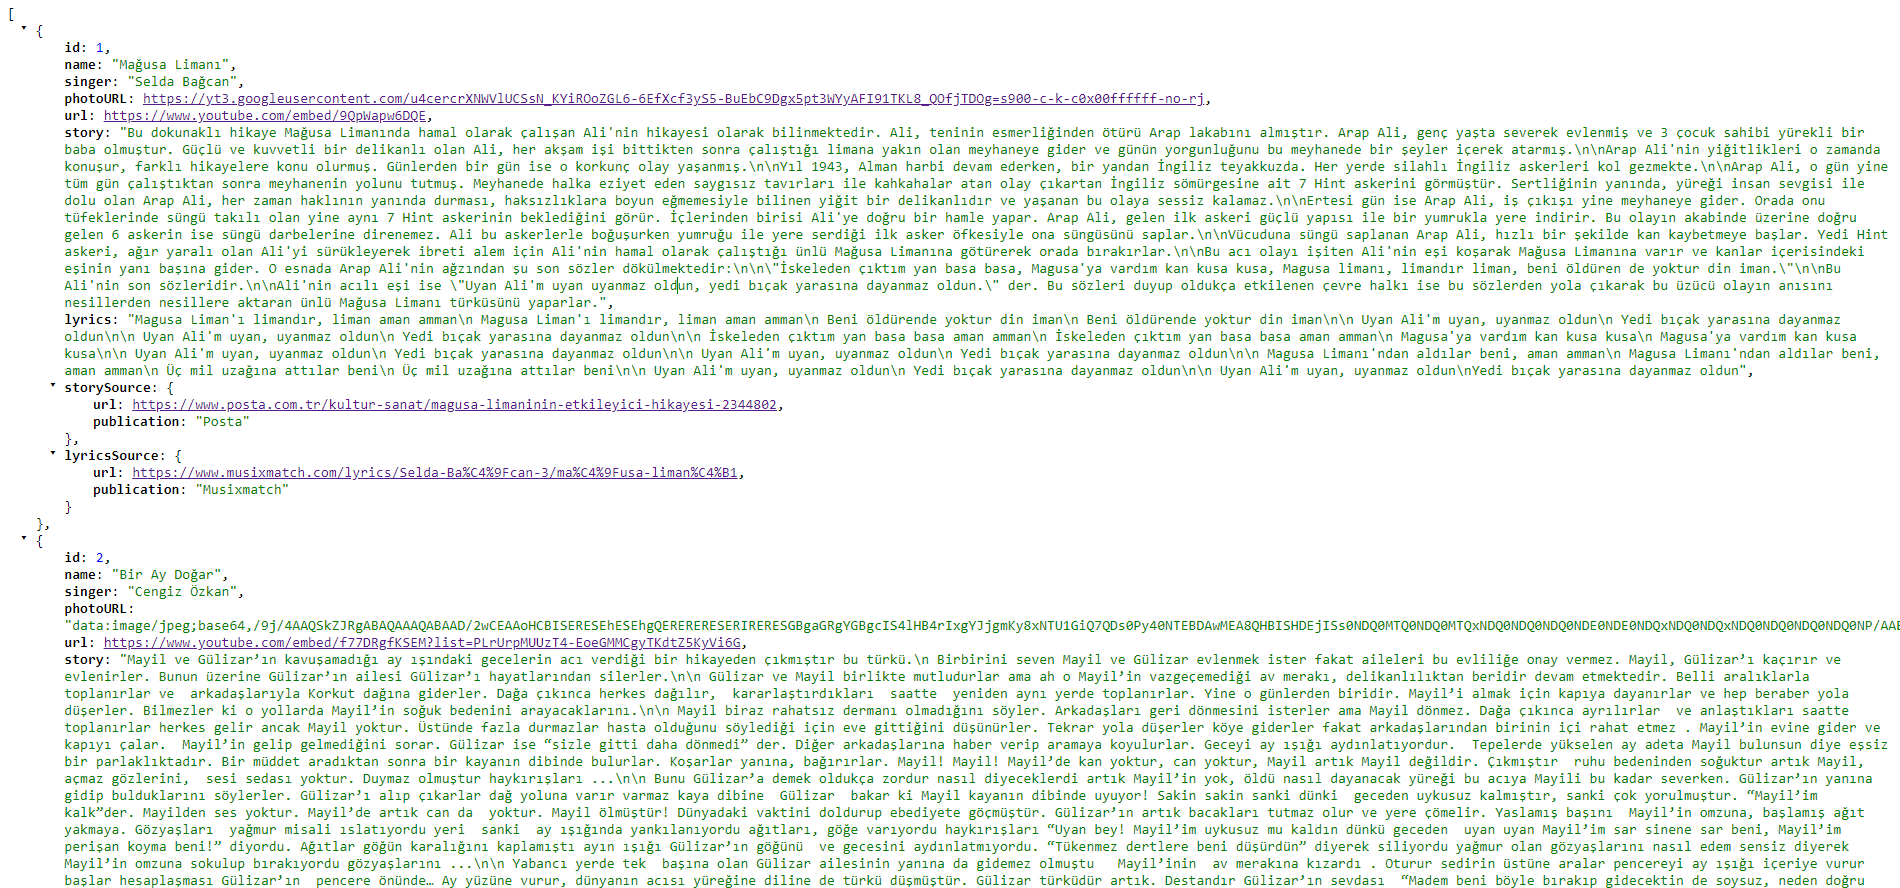 [
{
id: 1,
name: "Mağusa Limanı",
singer: "Selda Bağcan",
photoURL: https://yt3.googleusercontent.com/u4cercrXNWVlUCSsN_KYiROoZGL6-6EfXcf3yS5-BuEbC9Dgx5pt3WYyAFI91TKL8_QOfjTDOg=s900-c-k-c0x00ffffff-no-rj,
url: https://www.youtube.com/embed/9QpWapw6DQE,
story: "Bu dokunaklı hikaye Mağusa Limanında hamal olarak çalışan Ali'nin hikayesi olarak bilinmektedir. Ali, teninin esmerliğinden ötürü Arap lakabını almıştır. Arap Ali, genç yaşta severek evlenmiş ve 3 çocuk sahibi yürekli bir
baba olmuştur. Güçlü ve kuvvetli bir delikanlı olan Ali, her akşam işi bittikten sonra çalıştığı limana yakın olan meyhaneye gider ve günün yorgunluğunu bu meyhanede bir şeyler içerek atarmış.\n\nArap Ali'nin yiğitlikleri o zamanda
konuşur, farklı hikayelere konu olurmuş. Günlerden bir gün ise o korkunç olay yaşanmış.\n\nYıl 1943, Alman harbi devam ederken, bir yandan İngiliz teyakkuzda. Her yerde silahlı İngiliz askerleri kol gezmekte.\n\nArap Ali, o gün yine
tüm gün çalıştıktan sonra meyhanenin yolunu tutmuş. Meyhanede halka eziyet eden saygısız tavırları ile kahkahalar atan olay çıkartan İngiliz sömürgesine ait 7 Hint askerini görmüştür. Sertliğinin yanında, yüreği insan sevgisi ile
dolu olan Arap Ali, her zaman haklının yanında durması, haksızlıklara boyun eğmemesiyle bilinen yiğit bir delikanlıdır ve yaşanan bu olaya sessiz kalamaz.\n\nErtesi gün ise Arap Ali, iş çıkışı yine meyhaneye gider. Orada onu
tüfeklerinde süngü takılı olan yine aynı 7 Hint askerinin beklediğini görür. İçlerinden birisi Ali'ye doğru bir hamle yapar. Arap Ali, gelen ilk askeri güçlü yapısı ile bir yumrukla yere indirir. Bu olayın akabinde üzerine doğru
gelen 6 askerin ise süngü darbelerine direnemez. Ali bu askerlerle boğuşurken yumruğu ile yere serdiği ilk asker öfkesiyle ona süngüsünü saplar.\n\nVücuduna süngü saplanan Arap Ali, hızlı bir şekilde kan kaybetmeye başlar. Yedi Hint
askeri, ağır yaralı olan Ali'yi sürükleyerek ibreti alem için Ali'nin hamal olarak çalıştığı ünlü Mağusa Limanına götürerek orada bırakırlar.\n\nBu acı olayı işiten Ali'nin eşi koşarak Mağusa Limanına varır ve kanlar içerisindeki
eşinin yanı başına gider. O esnada Arap Ali'nin ağzından şu son sözler dökülmektedir:\n\n\"İskeleden çıktım yan basa basa, Magusa'ya vardım kan kusa kusa, Magusa limanı, limandır liman, beni öldüren de yoktur din iman.\"\n\nBu
Ali'nin son sözleridir.\n\nAli'nin acılı eşi ise \"Uyan Ali'm uyan uyanmaz oldun, yedi bıçak yarasına dayanmaz oldun.\" der. Bu sözleri duyup oldukça etkilenen çevre halkı ise bu sözlerden yola çıkarak bu üzücü olayın anısını
nesillerden nesillere aktaran ünlü Mağusa Limanı türküsünü yaparlar.",
lyrics: "Magusa Liman'ı limandır, liman aman amman\n Magusa Liman'ı limandır, liman aman amman\n Beni öldürende yoktur din iman\n Beni öldürende yoktur din iman\n\n Uyan Ali'm uyan, uyanmaz oldun\n Yedi bıçak yarasına dayanmaz
oldun\n\n Uyan Ali'm uyan, uyanmaz oldun\n Yedi bıçak yarasına dayanmaz oldun\n\n İskeleden çıktım yan basa basa aman amman\n İskeleden çıktım yan basa basa aman amman\n Magusa'ya vardım kan kusa kusa\n Magusa'ya vardım kan kusa
kusa\n\n Uyan Ali'm uyan, uyanmaz oldun\n Yedi bıçak yarasına dayanmaz oldun\n\n Uyan Ali'm uyan, uyanmaz oldun\n Yedi bıçak yarasına dayanmaz oldun\n\n Magusa Limanı'ndan aldılar beni, aman amman\n Magusa Limanı'ndan aldılar beni,
aman amman\n Üç mil uzağına attılar beni\n Üç mil uzağına attılar beni\n\n Uyan Ali'm uyan, uyanmaz oldun\n Yedi bıçak yarasına dayanmaz oldun\n\n Uyan Ali'm uyan, uyanmaz oldun\nYedi bıçak yarasına dayanmaz oldun",
storySource: {
url: https://www.posta.com.tr/kultur-sanat/magusa-limaninin-etkileyici-hikayesi-2344802,
publication: "Posta"
},
lyricsSource: {
url: https://www.musixmatch.com/lyrics/Selda-Ba%C4%9Fcan-3/ma%C4%9Fusa-liman%C4%B1,
publication: "Musixmatch"
}
},
{
id: 2,
name: "Bir Ay Doğar",
singer: "Cengiz Özkan",
photoURL:
"data:image/jpeg;base64,/9j/4AAQSkZJRgABAQAAAQABAAD/2wCEAAoHCBISERESEhESEhgQERERERESERIRERESGBgaGRgYGBgcIS4lHB4rIxgYJjgmKy8xNTU1GiQ7QDs0Py40NTEBDAwMEA8QHBISHDEjISs0NDQ0MTQ0NDQ0MTQxNDQ0NDQ0NDQ0NDE0NDE0NDQxNDQ0NDQxNDQ0NDQ0NDQ0NDQ0NP/AAB
url: https://www.youtube.com/embed/f77DRgfKSEM?list=PLrUrpMUUzT4-EoeGMMCgyTKdtZ5KyVi6G,
story: "Mayil ve Gülizar’ın kavuşamadığı ay ışındaki gecelerin acı verdiği bir hikayeden çıkmıştır bu türkü.\n Birbirini seven Mayil ve Gülizar evlenmek ister fakat aileleri bu evliliğe onay vermez. Mayil, Gülizar’ı kaçırır ve
evlenirler. Bunun üzerine Gülizar’ın ailesi Gülizar’ı hayatlarından silerler.\n\n Gülizar ve Mayil birlikte mutludurlar ama ah o Mayil’in vazgeçemediği av merakı, delikanlılıktan beridir devam etmektedir. Belli aralıklarla
toplanırlar ve  arkadaşlarıyla Korkut dağına giderler. Dağa çıkınca herkes dağılır,  kararlaştırdıkları  saatte  yeniden aynı yerde toplanırlar. Yine o günlerden biridir. Mayil’i almak için kapıya dayanırlar ve hep beraber yola
düşerler. Bilmezler ki o yollarda Mayil’in soğuk bedenini arayacaklarını.\n\n Mayil biraz rahatsız dermanı olmadığını söyler. Arkadaşları geri dönmesini isterler ama Mayil dönmez. Dağa çıkınca ayrılırlar  ve anlaştıkları saatte
toplanırlar herkes gelir ancak Mayil yoktur. Üstünde fazla durmazlar hasta olduğunu söylediği için eve gittiğini düşünürler. Tekrar yola düşerler köye giderler fakat arkadaşlarından birinin içi rahat etmez . Mayil’in evine gider ve
kapıyı çalar.  Mayil’in gelip gelmediğini sorar. Gülizar ise “sizle gitti daha dönmedi” der. Diğer arkadaşlarına haber verip aramaya koyulurlar. Geceyi ay ışığı aydınlatıyordur.  Tepelerde yükselen ay adeta Mayil bulunsun diye eşsiz
bir parlaklıktadır. Bir müddet aradıktan sonra bir kayanın dibinde bulurlar. Koşarlar yanına, bağırırlar. Mayil! Mayil! Mayil’de kan yoktur, can yoktur, Mayil artık Mayil değildir. Çıkmıştır  ruhu bedeninden soğuktur artık Mayil,
açmaz gözlerini,  sesi sedası yoktur. Duymaz olmuştur haykırışları ...\n\n Bunu Gülizar’a demek oldukça zordur nasıl diyeceklerdi artık Mayil’in yok, öldü nasıl dayanacak yüreği bu acıya Mayili bu kadar severken. Gülizar’ın yanına
gidip bulduklarını söylerler. Gülizar’ı alıp çıkarlar dağ yoluna varır varmaz kaya dibine  Gülizar  bakar ki Mayil kayanın dibinde uyuyor! Sakin sakin sanki dünki  geceden uykusuz kalmıştır, sanki çok yorulmuştur. “Mayil’im
kalk”der. Mayilden ses yoktur. Mayil’de artık can da  yoktur. Mayil ölmüştür! Dünyadaki vaktini doldurup ebediyete göçmüştür. Gülizar’ın artık bacakları tutmaz olur ve yere çömelir. Yaslamış başını  Mayil’in omzuna, başlamış ağıt
yakmaya. Gözyaşları  yağmur misali ıslatıyordu yeri  sanki  ay ışığında yankılanıyordu ağıtları, göğe varıyordu haykırışları “Uyan bey! Mayil’im uykusuz mu kaldın dünkü geceden  uyan uyan Mayil’im sar sinene sar beni, Mayil’im
perişan koyma beni!” diyordu. Ağıtlar göğün karalığını kaplamıştı ayın ışığı Gülizar’ın göğünü  ve gecesini aydınlatmıyordu. “Tükenmez dertlere beni düşürdün” diyerek siliyordu yağmur olan gözyaşlarını nasıl edem sensiz diyerek
Mayil’in omzuna sokulup bırakıyordu gözyaşlarını ...\n\n Yabancı yerde tek  başına olan Gülizar ailesinin yanına da gidemez olmuştu   Mayil’inin  av merakına kızardı . Oturur sedirin üstüne aralar pencereyi ay ışığı içeriye vurur
başlar hesaplaşması Gülizar’ın  pencere önünde… Ay yüzüne vurur, dünyanın acısı yüreğine diline de türkü düşmüştür. Gülizar türküdür artık. Destandır Gülizar’ın sevdası  “Madem beni böyle bırakıp gidecektin de soysuz, neden doğru